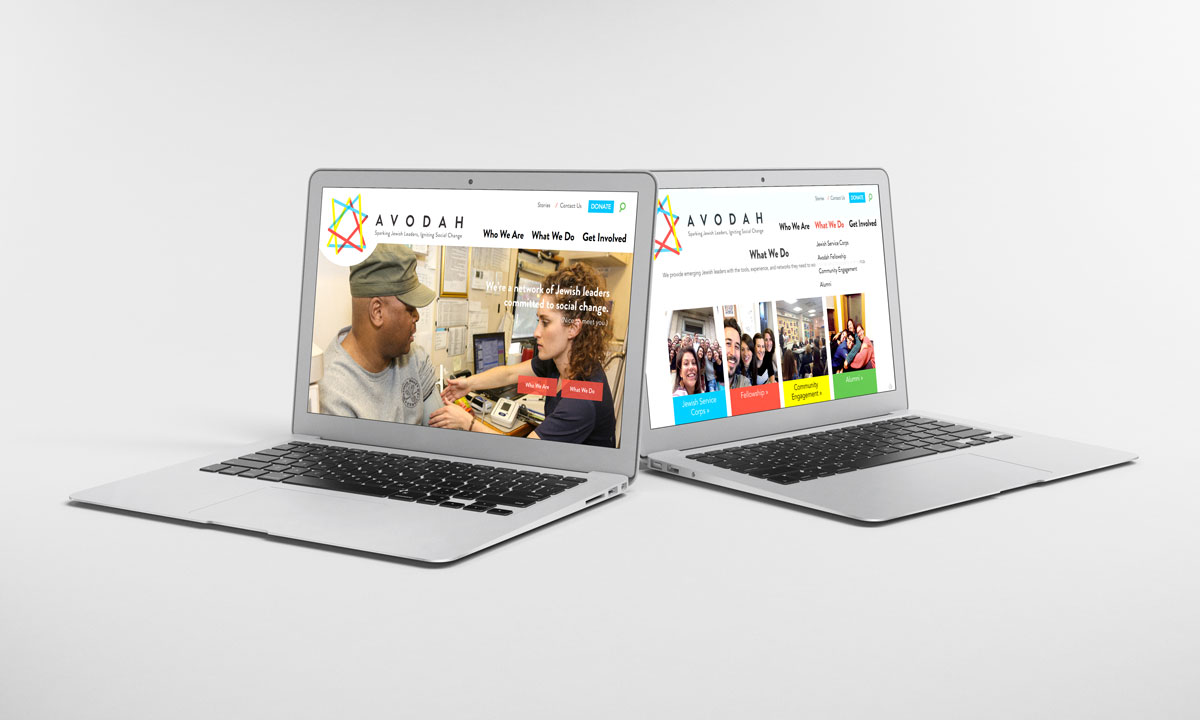 Stories / Contact Us DONATE
AVODAH
Sparking Jewish Leaders, Igniting Social Change
Who We Are What We Do Get Involved
We're a network of Jewish leaders
committed to social change.
(Nice to meet you.)
Who We Are What We Do
Stories / Contact Us DONATE
AVODAH
Sparking Jewish Leaders, Igniting Social Change
Who We Are What We Do Get Involved
Jewish Service Corps
Avodah Fellowship
Community Engagement
Alumni
What We Do
We provide emerging Jewish leaders with the tools, experience, and networks they need to
Jewish Service
Corps »
Fellowship »
Community
Engagement »
Alumni »